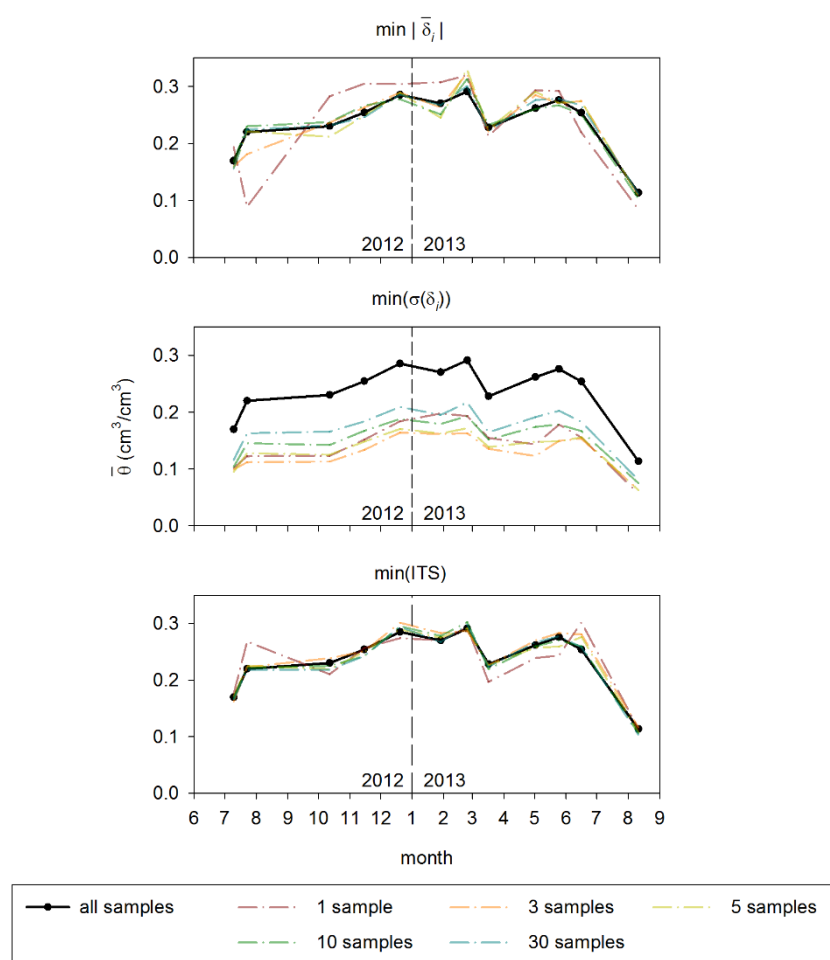 min | δ̅ᵢ |
0.3
0.2
0.1
0.0
2012 2013
min(σ(δᵢ))
0.3
0.2
0.1
0.0
2012 2013
θ̅ (cm³/cm³)
min(ITS)
0.3
0.2
0.1
0.0
2012 2013
6 7 8 9 10 11 12 1 2 3 4 5 6 7 8 9
month
all samples 1 sample 3 samples 5 samples
10 samples 30 samples